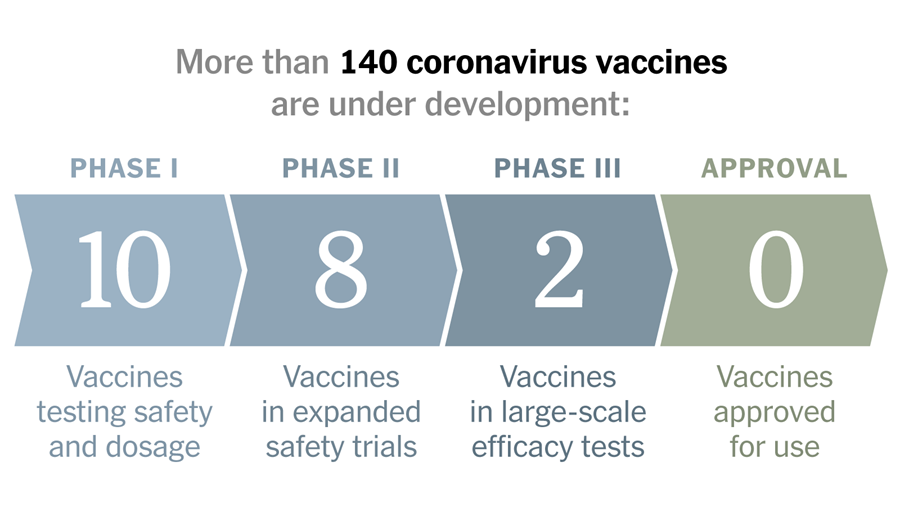 More than 140 coronavirus vaccines
are under development:
PHASE I
PHASE II
PHASE III
APPROVAL
10
8
2
0
Vaccines
testing safety
and dosage
Vaccines
in expanded
safety trials
Vaccines
in large-scale
efficacy tests
Vaccines
approved
for use